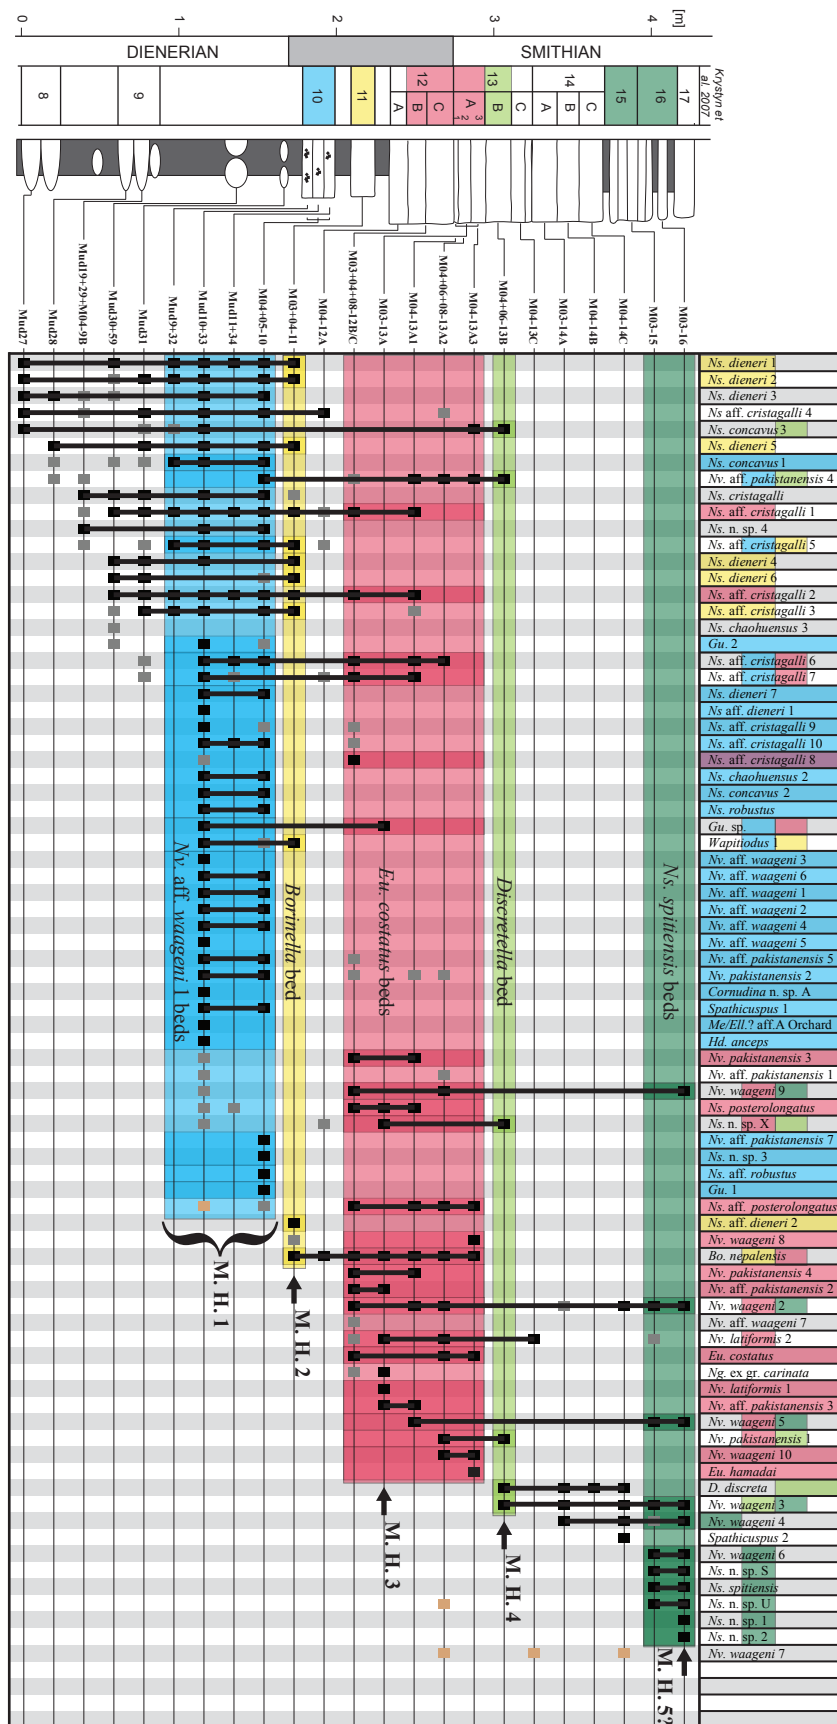 0 1 2 3 4 [m]
DIENERIAN SMITHIAN
Krystyn et al. 2007
8 9 10 11 12 13 14 15 16 17
A B C A B C A B C
1 2 3
Mud27
Mud28
Mud19+29+M04-9B
Mud30+59
Mud31
Mud9+32
Mud10+33
Mud11+34
M04+05-10
M03+04-11
M04-12A
M03+04+08-12B/C
M03-13A
M04-13A1
M04+06+08-13A2
M04-13A3
M04+06-13B
M04-13C
M03-14A
M04-14B
M04-14C
M03-15
M03-16
Ns. dieneri 1
Ns. dieneri 2
Ns. dieneri 3
Ns aff. cristagalli 4
Ns. concavus 3
Ns. dieneri 5
Ns. concavus 1
Nv. aff. pakistanensis 4
Ns. cristagalli
Ns. aff. cristagalli 1
Ns. n. sp. 4
Ns. aff. cristagalli 5
Ns. dieneri 4
Ns. dieneri 6
Ns. aff. cristagalli 2
Ns. aff. cristagalli 3
Ns. chaohuensus 3
Gu. 2
Ns. aff. cristagalli 6
Ns. aff. cristagalli 7
Ns. dieneri 7
Ns aff. dieneri 1
Ns. aff. cristagalli 9
Ns. aff. cristagalli 10
Ns. aff. cristagalli 8
Ns. chaohuensus 2
Ns. concavus 2
Ns. robustus
Gu. sp.
Wapitiodus 1
Nv. aff. waageni 3
Nv. aff. waageni 6
Nv. aff. waageni 1
Nv. aff. waageni 2
Nv. aff. waageni 4
Nv. aff. waageni 5
Nv. aff. pakistanensis 5
Nv. pakistanensis 2
Cornudina n. sp. A
Spathicuspus 1
Me/Ell.? aff.A Orchard
Hd. anceps
Nv. pakistanensis 3
Nv. aff. pakistanensis 1
Nv. waageni 9
Ns. posterolongatus
Ns. n. sp. X
Nv. aff. pakistanensis 7
Ns. n. sp. 3
Ns. aff. robustus
Gu. 1
Ns. aff. posterolongatus
Ns. aff. dieneri 2
Nv. waageni 8
Bo. nepalensis
Nv. pakistanensis 4
Nv. aff. pakistanensis 2
Nv. waageni 2
Nv. aff. waageni 7
Nv. latiformis 2
Eu. costatus
Ng. ex gr. carinata
Nv. latiformis 1
Nv. aff. pakistanensis 3
Nv. waageni 5
Nv. pakistanensis 1
Nv. waageni 10
Eu. hamadai
D. discreta
Nv. waageni 3
Nv. waageni 4
Spathicuspus 2
Nv. waageni 6
Ns. n. sp. S
Ns. spitiensis
Ns. n. sp. U
Ns. n. sp. 1
Ns. n. sp. 2
Nv. waageni 7
Nv. aff. waageni 1 beds
Borinella bed
Eu. costatus beds
Discretella bed
Ns. spitiensis beds
M. H. 1
M. H. 2
M. H. 3
M. H. 4
M. H. 5?